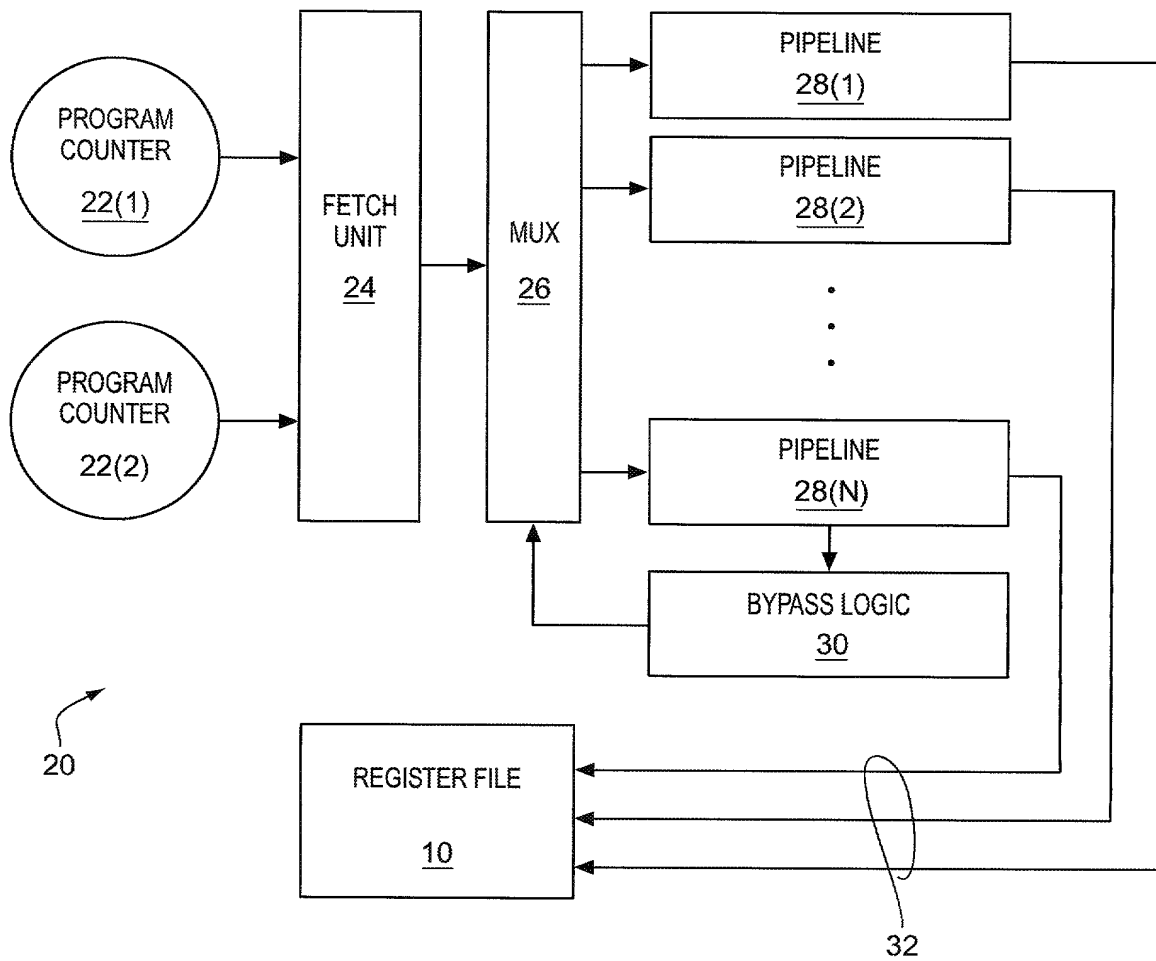 PROGRAM
COUNTER
22(1)
PROGRAM
COUNTER
22(2)
FETCH
UNIT
24
MUX
26
PIPELINE
28(1)
PIPELINE
28(2)
PIPELINE
28(N)
BYPASS LOGIC
30
20
REGISTER FILE
10
32